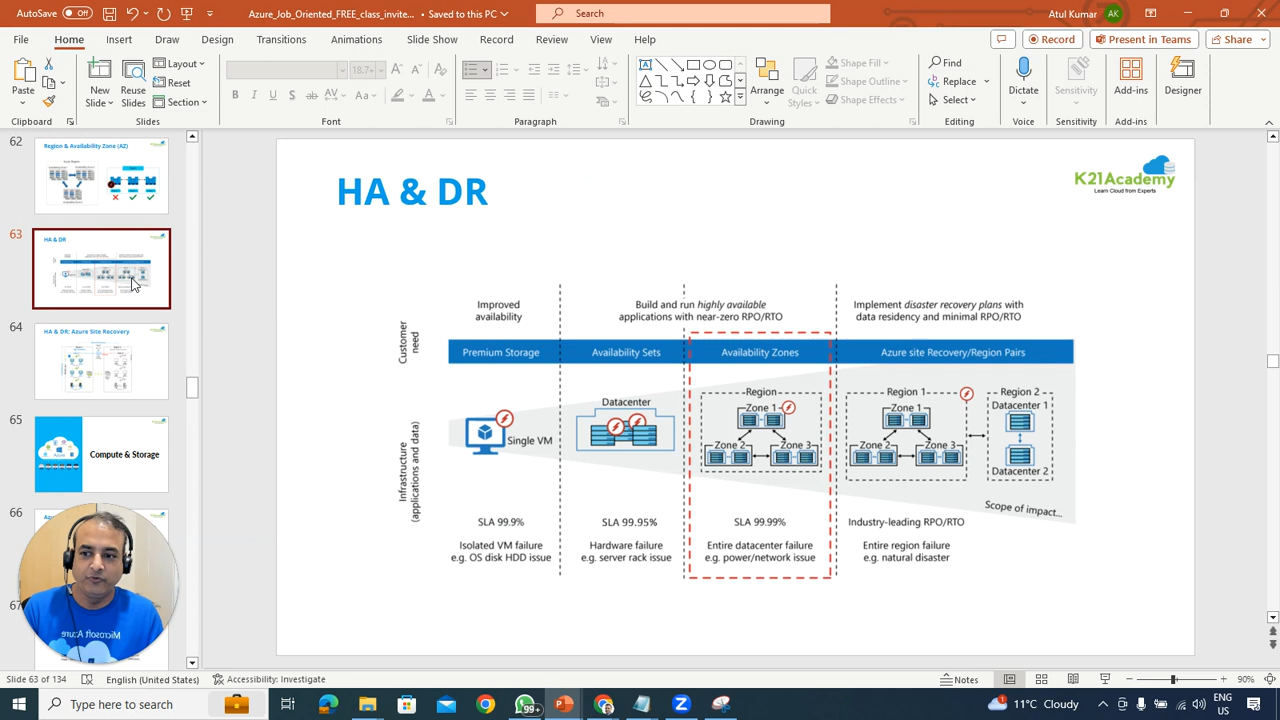 AutoSave Off
Azure_Job_Oriented_FREE_class_Ha... • Saved to this PC
Search
Atul Kumar AK
File Home Insert Draw Design Transitions Animations Slide Show Record Review View Help
Record Present in Teams Share
Paste
New Slide
Reuse Slides
Layout
Reset
Section
18.7+
Arrange
Quick Styles
Shape Fill
Shape Outline
Shape Effects
Find
Replace
Select
Dictate
Sensitivity
Add-ins
Designer
Clipboard Slides Font Paragraph Drawing Editing Voice Sensitivity Add-ins
62
Region & Availability Zone (AZ)
63
HA & DR
64
HA & DR: Azure Site Recovery
65
Compute & Storage
66
67
Microsoft Azure
HA & DR
K21Academy
Learn Cloud from Experts
Customer need
Improved availability
Build and run highly available applications with near-zero RPO/RTO
Implement disaster recovery plans with data residency and minimal RPO/RTO
Premium Storage
Availability Sets
Availability Zones
Azure site Recovery/Region Pairs
Infrastructure (applications and data)
Single VM
Datacenter
Region
Zone 1
Zone 2
Zone 3
Region 1
Zone 1
Zone 2
Zone 3
Region 2
Datacenter 1
Datacenter 2
Scope of impact...
SLA 99.9%
SLA 99.95%
SLA 99.99%
Industry-leading RPO/RTO
Isolated VM failure
e.g. OS disk HDD issue
Hardware failure
e.g. server rack issue
Entire datacenter failure
e.g. power/network issue
Entire region failure
e.g. natural disaster
Slide 63 of 134
English (United States)
Accessibility: Investigate
Notes
90%
Type here to search
99+
11°C Cloudy
ENG
US